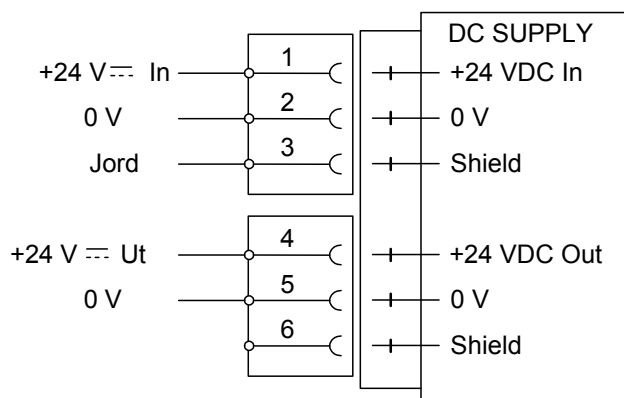 DC SUPPLY
+24 V ⎓ In 1 +24 VDC In
0 V 2 0 V
Jord 3 Shield
+24 V ⎓ Ut 4 +24 VDC Out
0 V 5 0 V
6 Shield